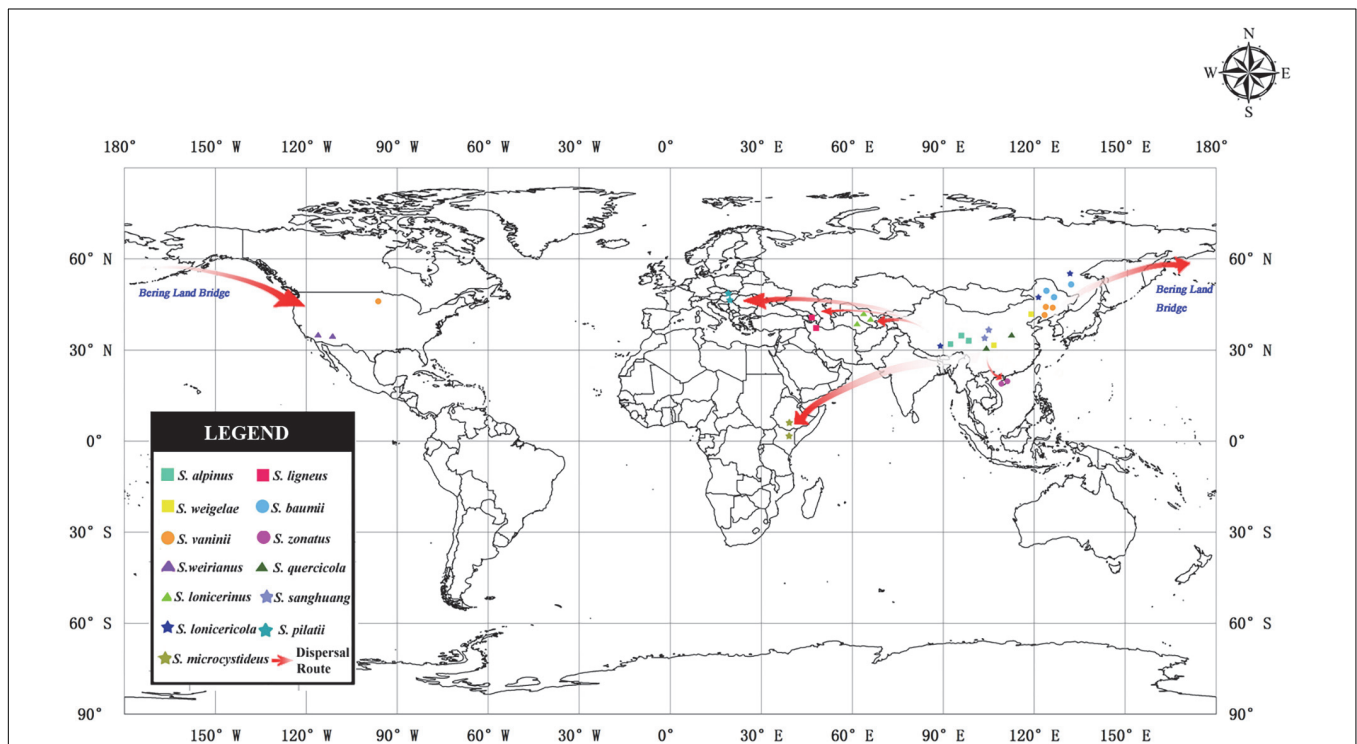 N
W E
S
180° 150° W 120° W 90° W 60° W 30° W 0° 30° E 60° E 90° E 120° E 150° E 180°
60° N 60° N
Bering Land Bridge
Bering Land
Bridge
30° N 30° N
0° 0°
30° S 30° S
60° S 60° S
90° 90°
LEGEND
S. alpinus S. ligneus
S. weigelae S. baumii
S. vaninii S. zonatus
S.weirianus S. quercicola
S. lonicerinus S. sanghuang
S. lonicericola S. pilatii
S. microcystideus Dispersal
Route
150° W 120° W 90° W 60° W 30° W 0° 30° E 60° E 90° E 120° E 150° E 180°